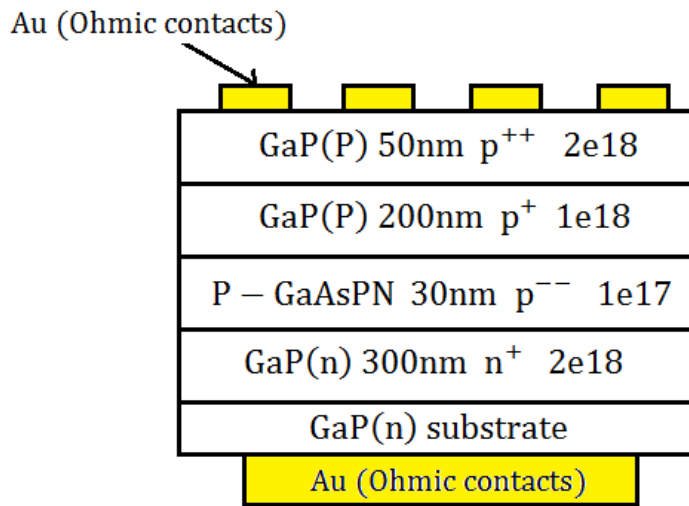 Au (Ohmic contacts)
GaP(P) 50nm p⁺⁺ 2e18
GaP(P) 200nm p⁺ 1e18
P − GaAsPN 30nm p⁻⁻ 1e17
GaP(n) 300nm n⁺ 2e18
GaP(n) substrate
Au (Ohmic contacts)